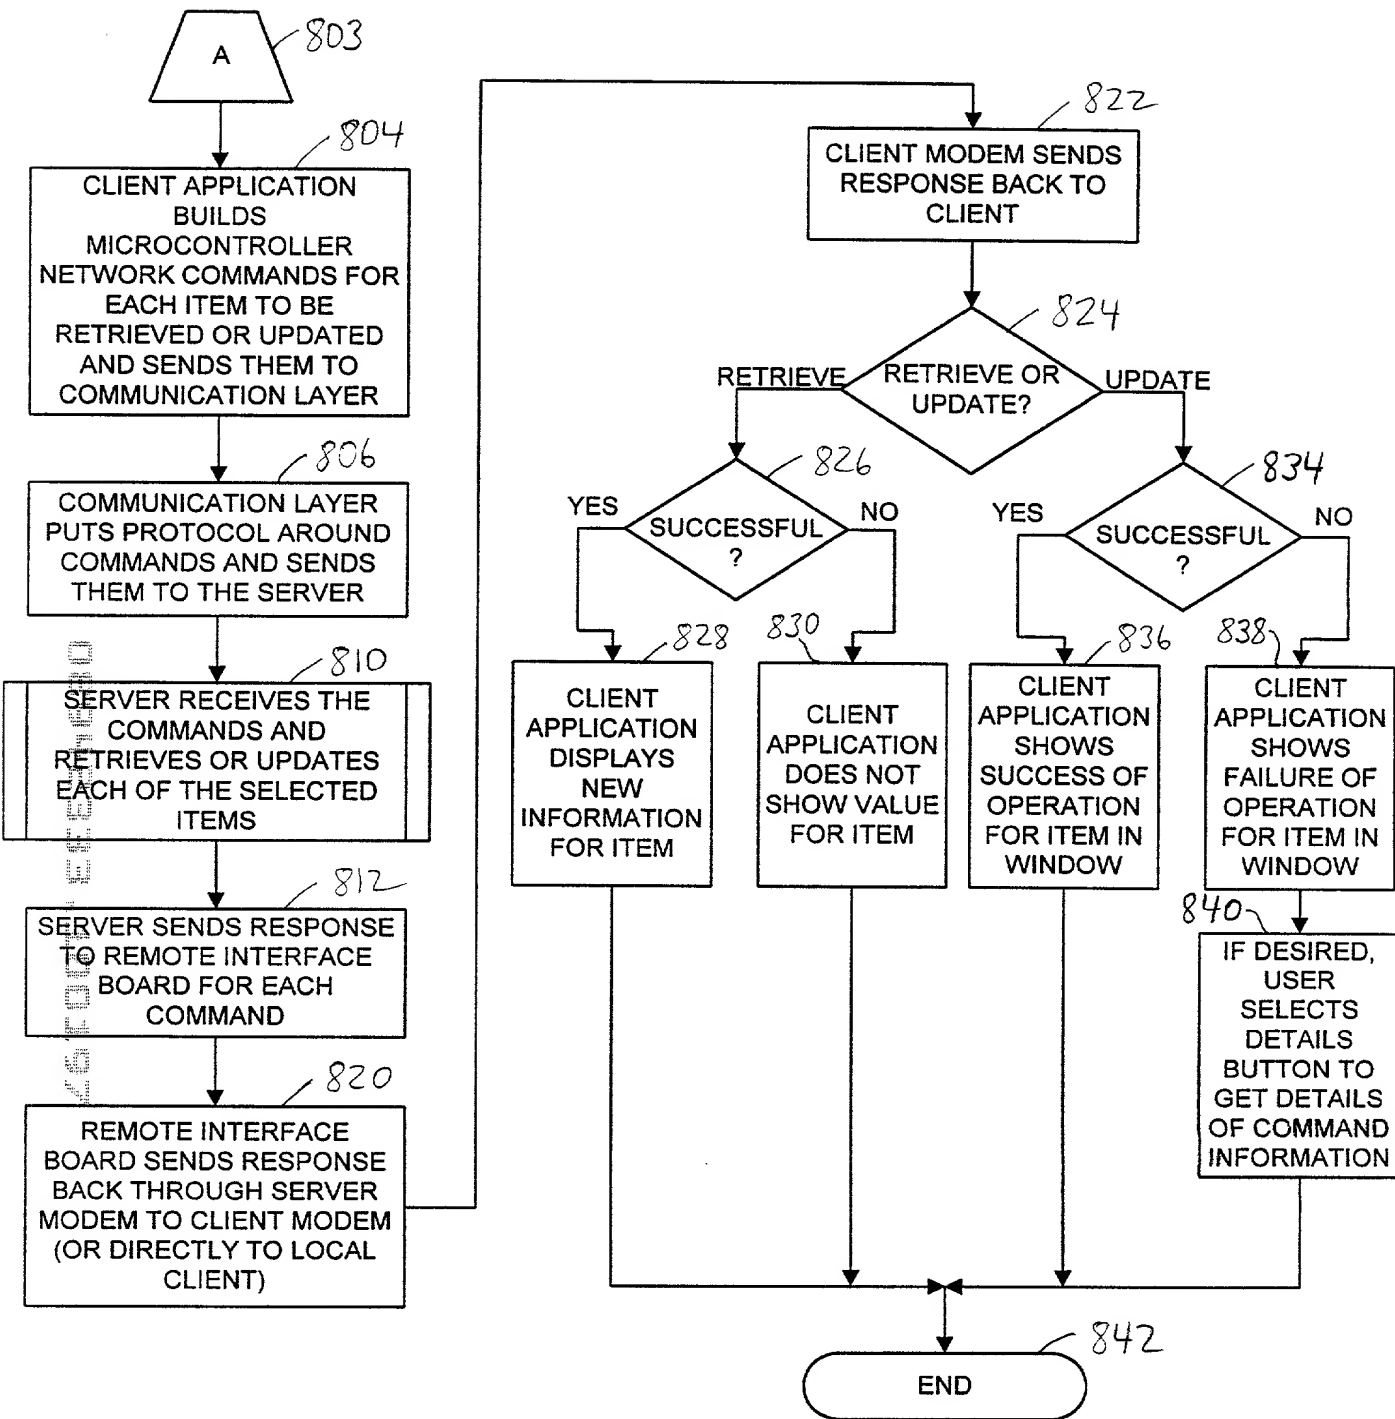 A
803
804
CLIENT APPLICATION
BUILDS
MICROCONTROLLER
NETWORK COMMANDS FOR
EACH ITEM TO BE
RETRIEVED OR UPDATED
AND SENDS THEM TO
COMMUNICATION LAYER
806
COMMUNICATION LAYER
PUTS PROTOCOL AROUND
COMMANDS AND SENDS
THEM TO THE SERVER
810
SERVER RECEIVES THE
COMMANDS AND
RETRIEVES OR UPDATES
EACH OF THE SELECTED
ITEMS
812
SERVER SENDS RESPONSE
TO REMOTE INTERFACE
BOARD FOR EACH
COMMAND
820
REMOTE INTERFACE
BOARD SENDS RESPONSE
BACK THROUGH SERVER
MODEM TO CLIENT MODEM
(OR DIRECTLY TO LOCAL
CLIENT)
822
CLIENT MODEM SENDS
RESPONSE BACK TO
CLIENT
824
RETRIEVE
RETRIEVE OR
UPDATE?
UPDATE
826
YES
SUCCESSFUL
?
NO
834
YES
SUCCESSFUL
?
NO
828
CLIENT
APPLICATION
DISPLAYS
NEW
INFORMATION
FOR ITEM
830
CLIENT
APPLICATION
DOES NOT
SHOW VALUE
FOR ITEM
836
CLIENT
APPLICATION
SHOWS
SUCCESS OF
OPERATION
FOR ITEM IN
WINDOW
838
CLIENT
APPLICATION
SHOWS
FAILURE OF
OPERATION
FOR ITEM IN
WINDOW
840
IF DESIRED,
USER
SELECTS
DETAILS
BUTTON TO
GET DETAILS
OF COMMAND
INFORMATION
842
END